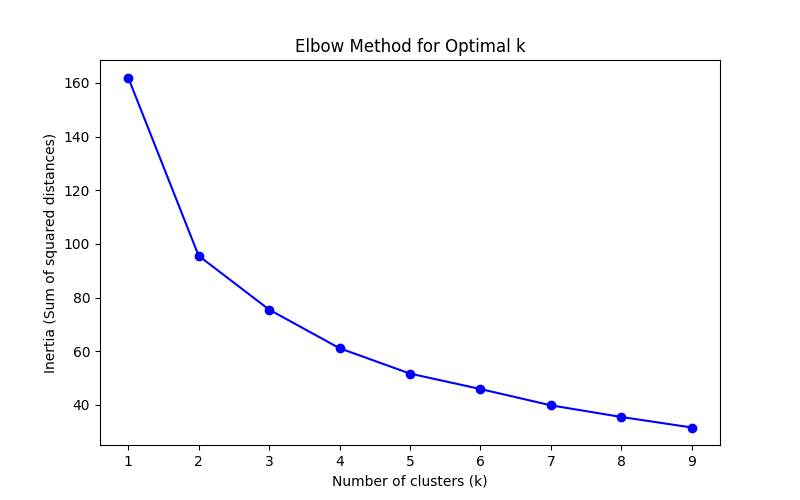 Elbow Method for Optimal k
Inertia (Sum of squared distances)
160
140
120
100
80
60
40
1 2 3 4 5 6 7 8 9
Number of clusters (k)